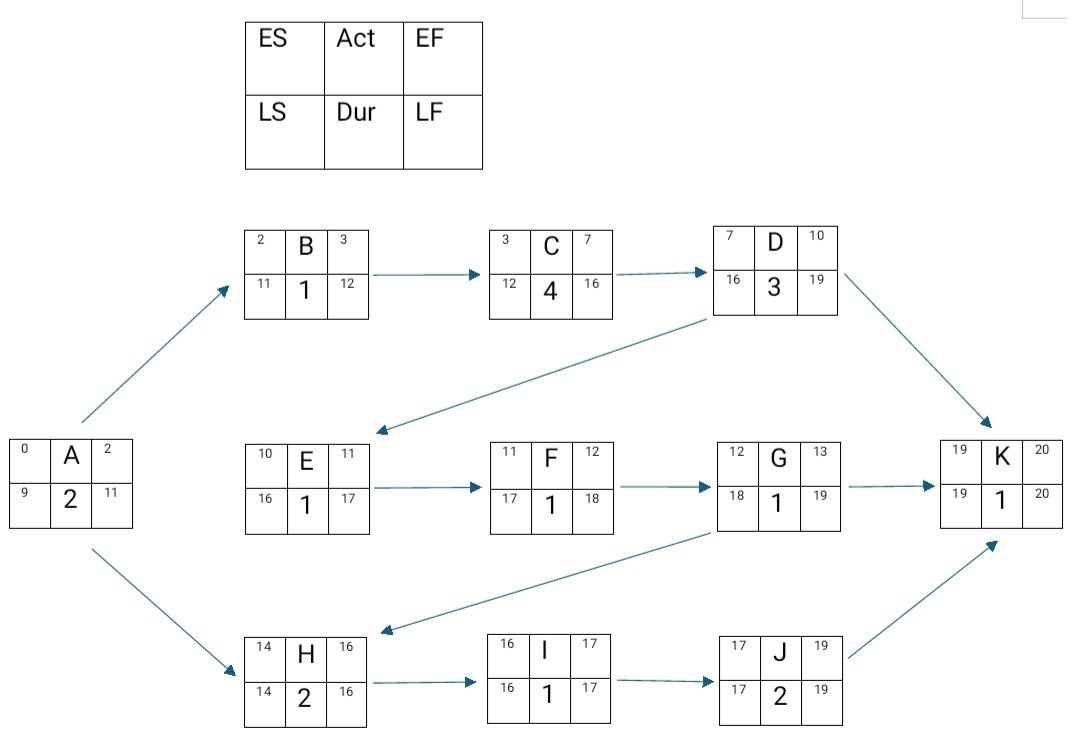 ES Act EF
LS Dur LF
2 B 3
11 1 12
3 C 7
12 4 16
7 D 10
16 3 19
0 A 2
9 2 11
10 E 11
16 1 17
11 F 12
17 1 18
12 G 13
18 1 19
19 K 20
19 1 20
14 H 16
14 2 16
16 I 17
16 1 17
17 J 19
17 2 19